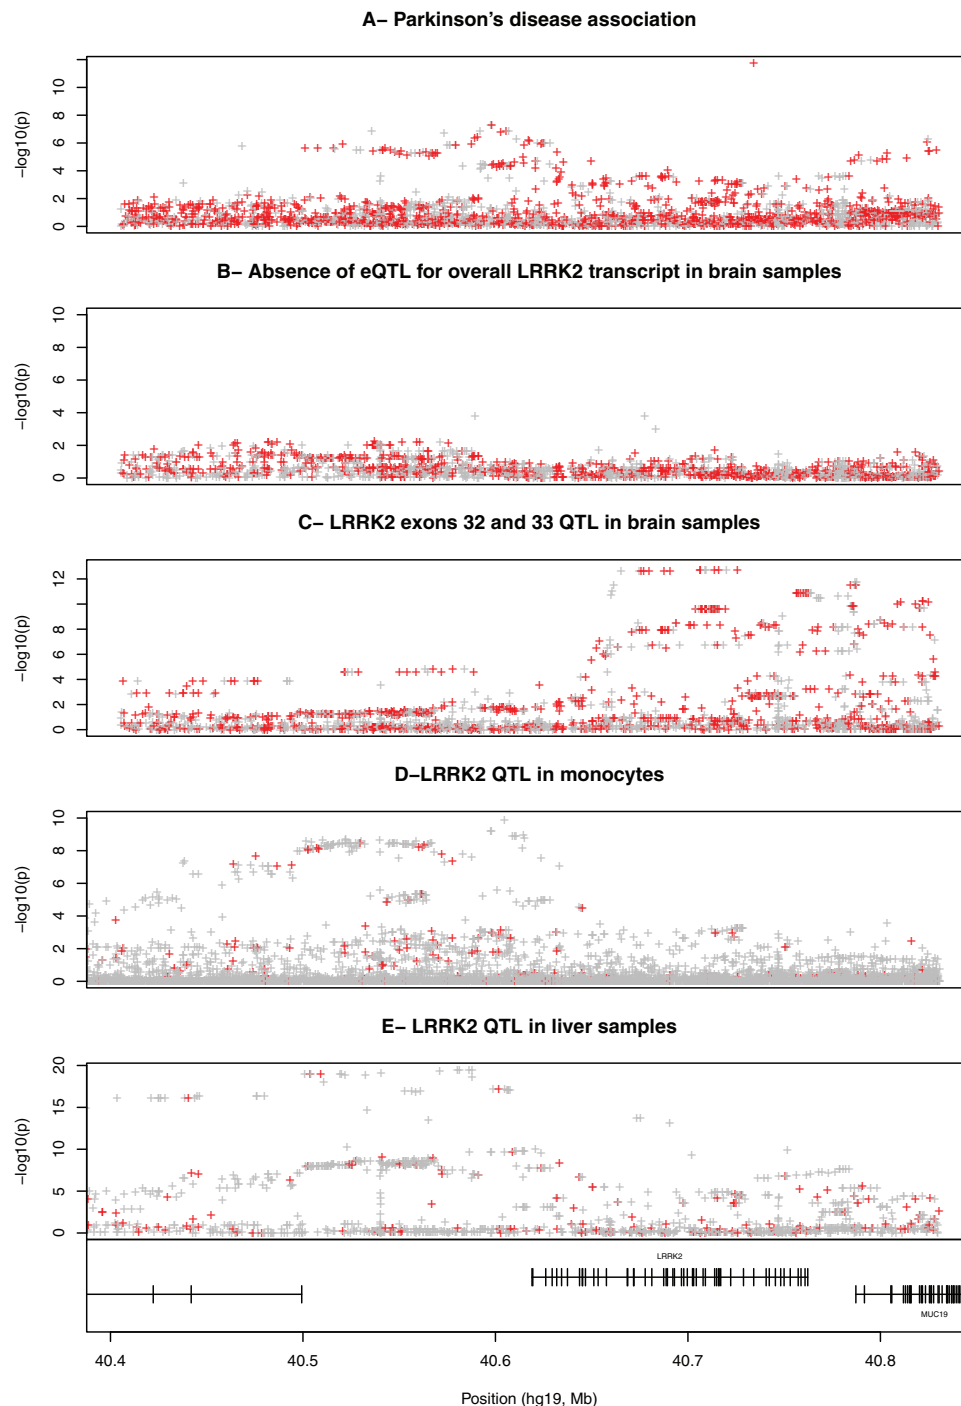 A– Parkinson's disease association
−log10(p)
0 2 4 6 8 10
B– Absence of eQTL for overall LRRK2 transcript in brain samples
−log10(p)
0 2 4 6 8 10
C– LRRK2 exons 32 and 33 QTL in brain samples
−log10(p)
0 2 4 6 8 12
D–LRRK2 QTL in monocytes
−log10(p)
0 2 4 6 8 10
E– LRRK2 QTL in liver samples
−log10(p)
0 5 10 15 20
LRRK2
MUC19
40.4 40.5 40.6 40.7 40.8
Position (hg19, Mb)